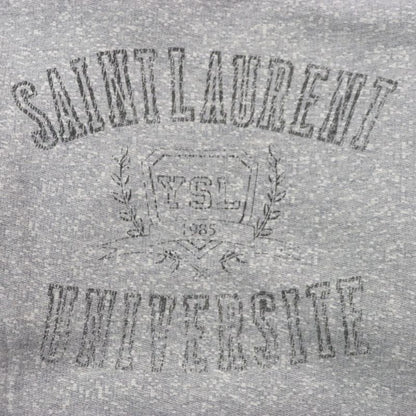 SAINT LAURENT
YSL
1985
UNIVERSITE